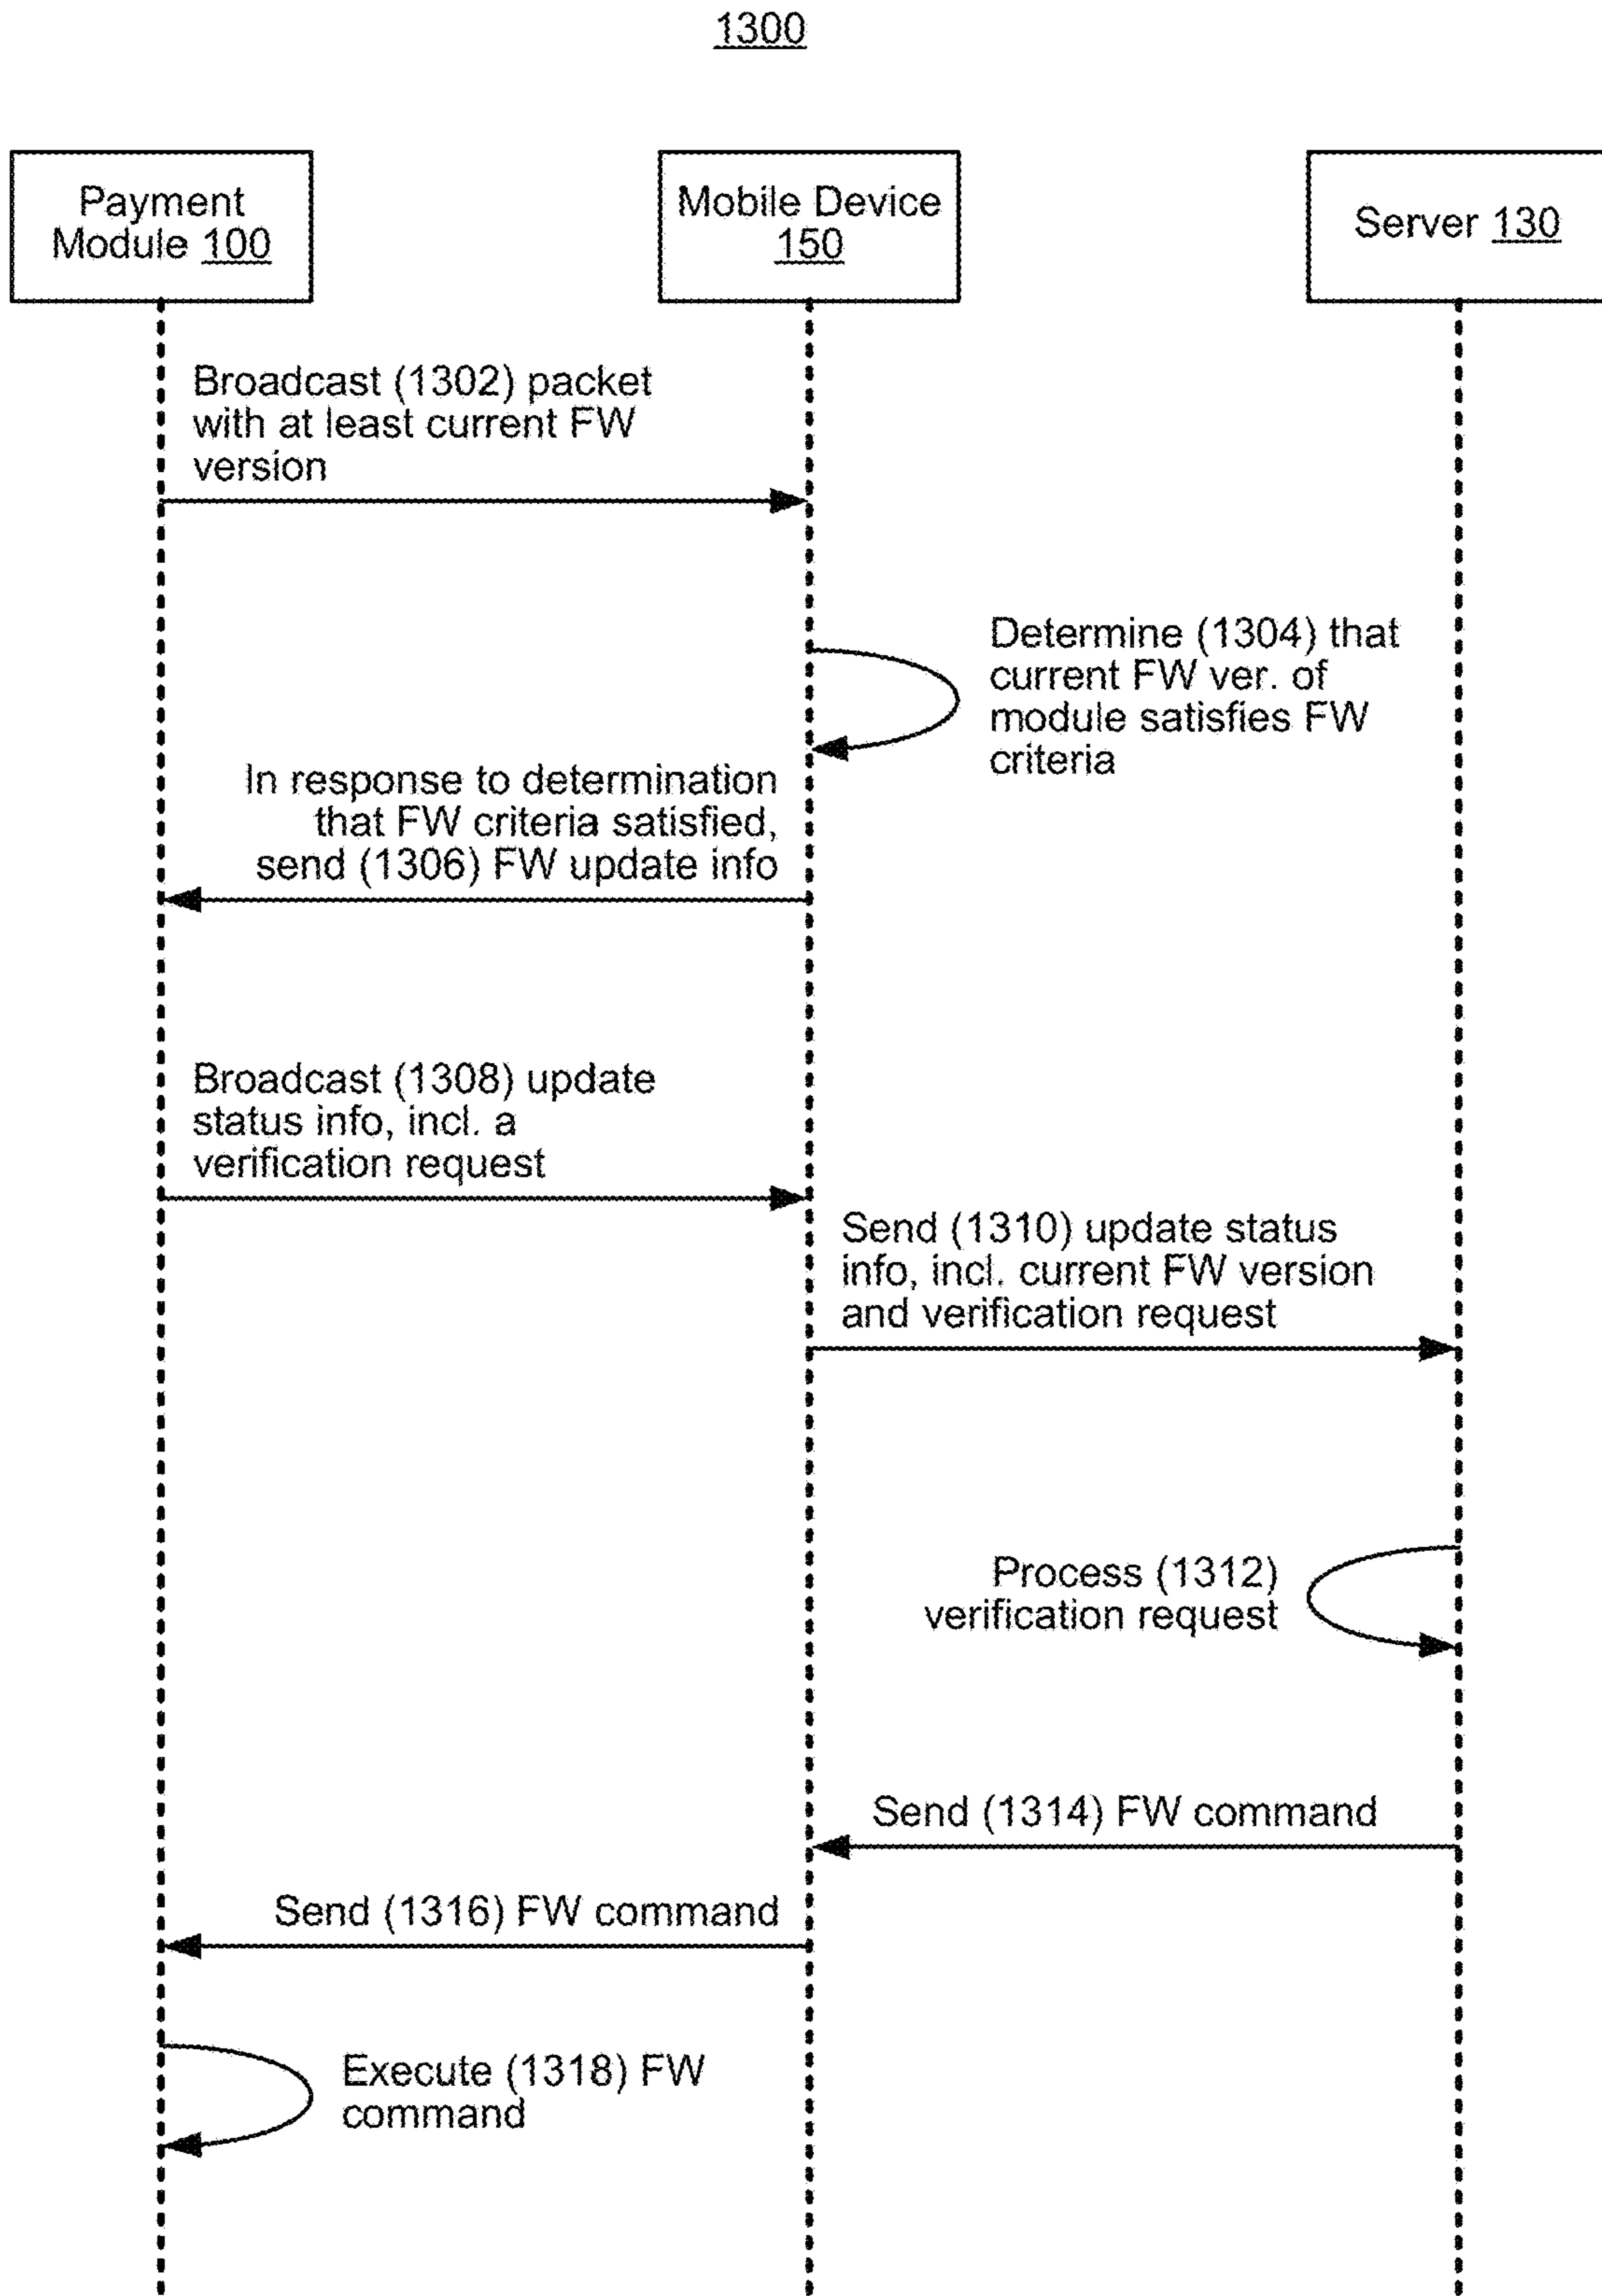 1300
Payment
Module 100
Mobile Device
150
Server 130
Broadcast (1302) packet
with at least current FW
version
Determine (1304) that
current FW ver. of
module satisfies FW
criteria
In response to determination
that FW criteria satisfied,
send (1306) FW update info
Broadcast (1308) update
status info, incl. a
verification request
Send (1310) update status
info, incl. current FW version
and verification request
Process (1312)
verification request
Send (1314) FW command
Send (1316) FW command
Execute (1318) FW
command